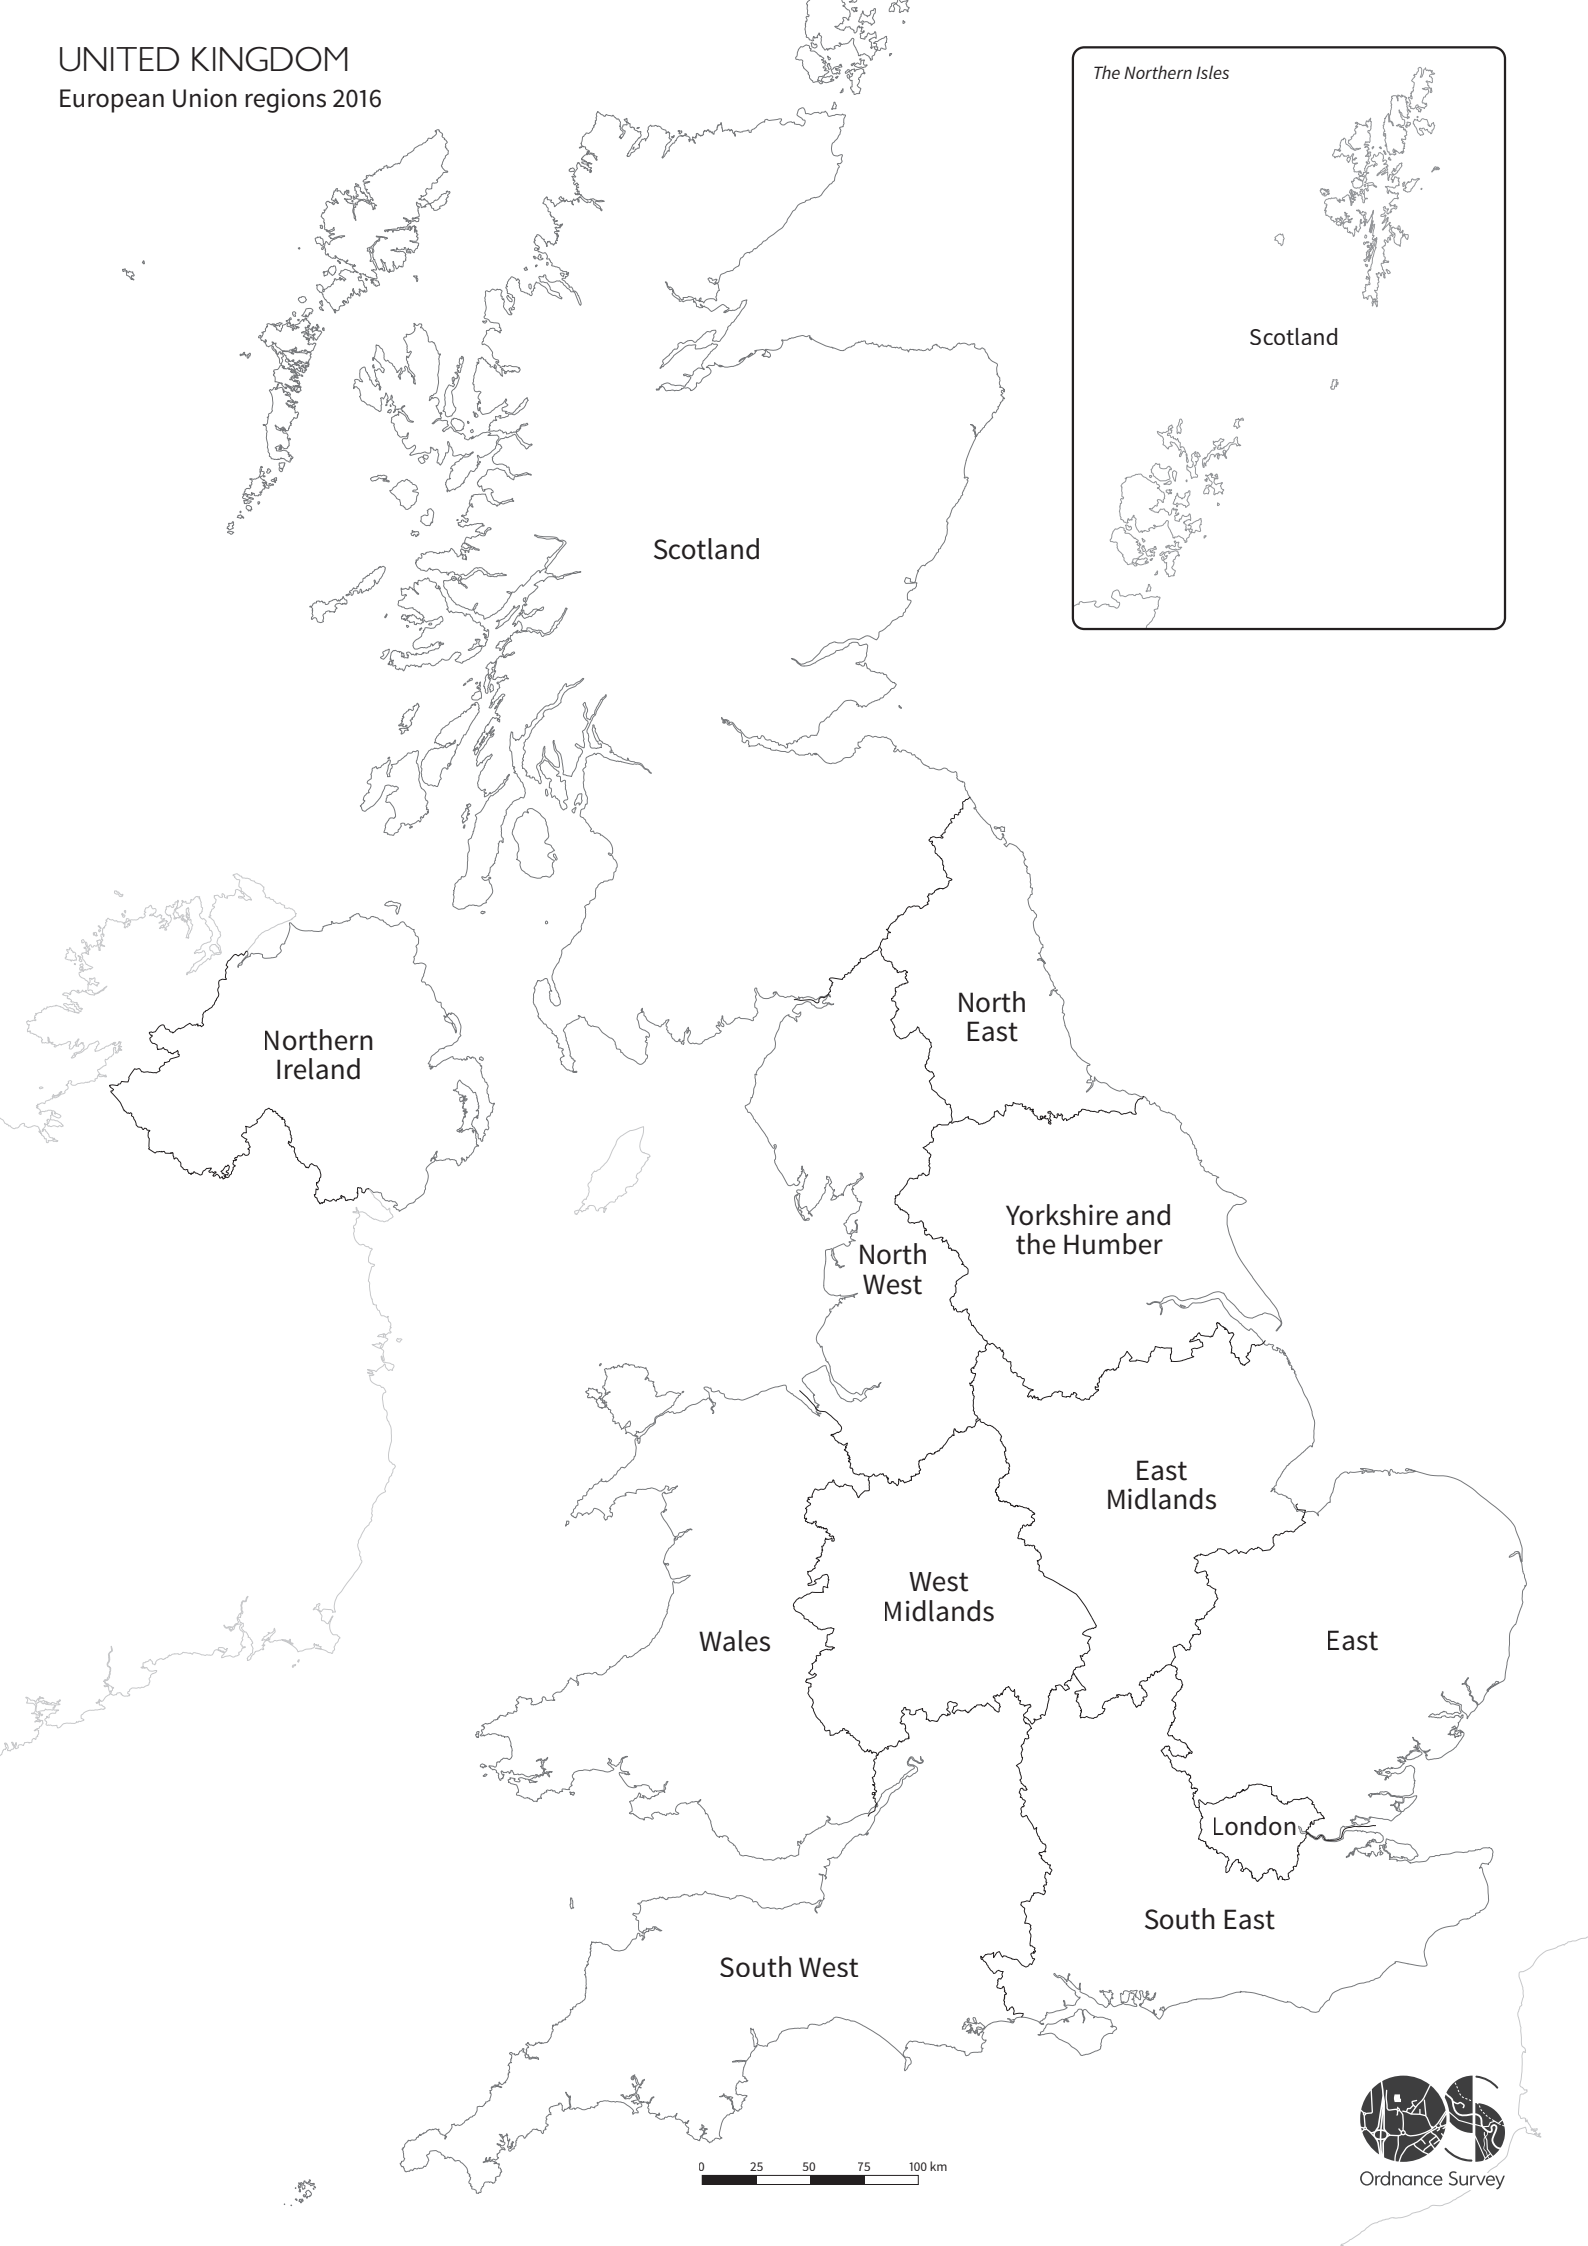 UNITED KINGDOM
European Union regions 2016
The Northern Isles
Scotland
Scotland
North
East
Northern
Ireland
Yorkshire and
the Humber
North
West
East
Midlands
West
Midlands
Wales
East
London
South East
South West
0 25 50 75 100 km
OS
Ordnance Survey